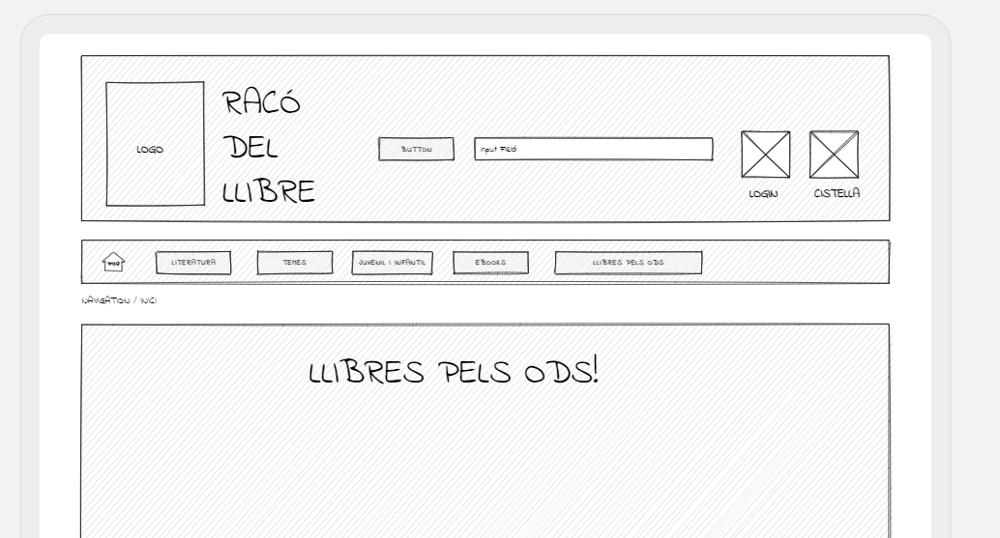 LOGO
RACÓ
DEL
LLIBRE
BUTTON
Input Field
LOGIN
CISTELLA
LITERATURA
TEMES
JUVENIL I INFANTIL
EBOOKS
LLIBRES PELS ODS
NAVIGATION / INICI
LLIBRES PELS ODS!